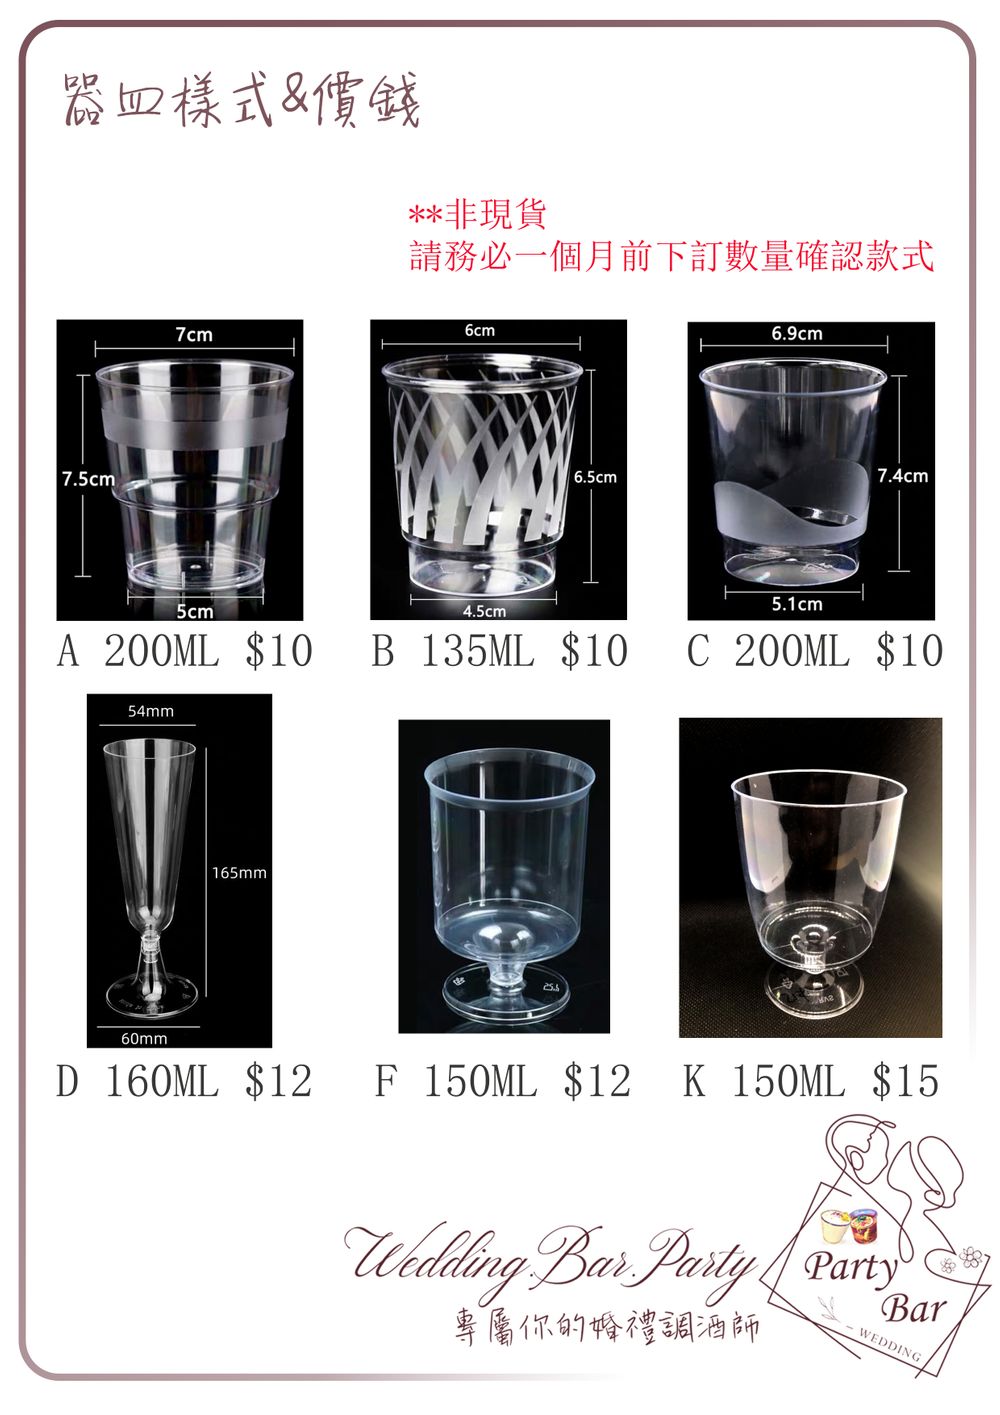 器皿樣式&價錢
**非現貨
請務必一個月前下訂數量確認款式
7cm
7.5cm
5cm
6cm
6.5cm
4.5cm
6.9cm
7.4cm
5.1cm
A 200ML $10
B 135ML $10
C 200ML $10
54mm
165mm
60mm
D 160ML $12
F 150ML $12
K 150ML $15
Wedding.Bar.Party
專屬你的婚禮調酒師
Party
Bar
WEDDING